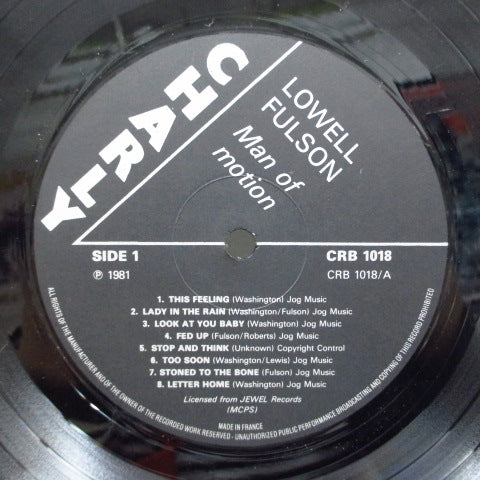 CHARLY
LOWELL
FULSON
Man of
motion
SIDE 1
CRB 1018
℗ 1981
CRB 1018/A
1. THIS FEELING (Washington) Jog Music
2. LADY IN THE RAIN (Washington/Fulson) Jog Music
3. LOOK AT YOU BABY (Washington) Jog Music
4. FED UP (Fulson/Roberts) Jog Music
5. STOP AND THINK (Unknown) Copyright Control
6. TOO SOON (Washington/Lewis) Jog Music
7. STONED TO THE BONE (Fulson) Jog Music
8. LETTER HOME (Washington) Jog Music
Licensed from JEWEL Records
(MCPS)
MADE IN FRANCE
ALL RIGHTS OF THE MANUFACTURER AND OF THE OWNER OF THE RECORDED WORK RESERVED - UNAUTHORIZED PUBLIC PERFORMANCE BROADCASTING AND COPYING OF THIS RECORD PROHIBITED